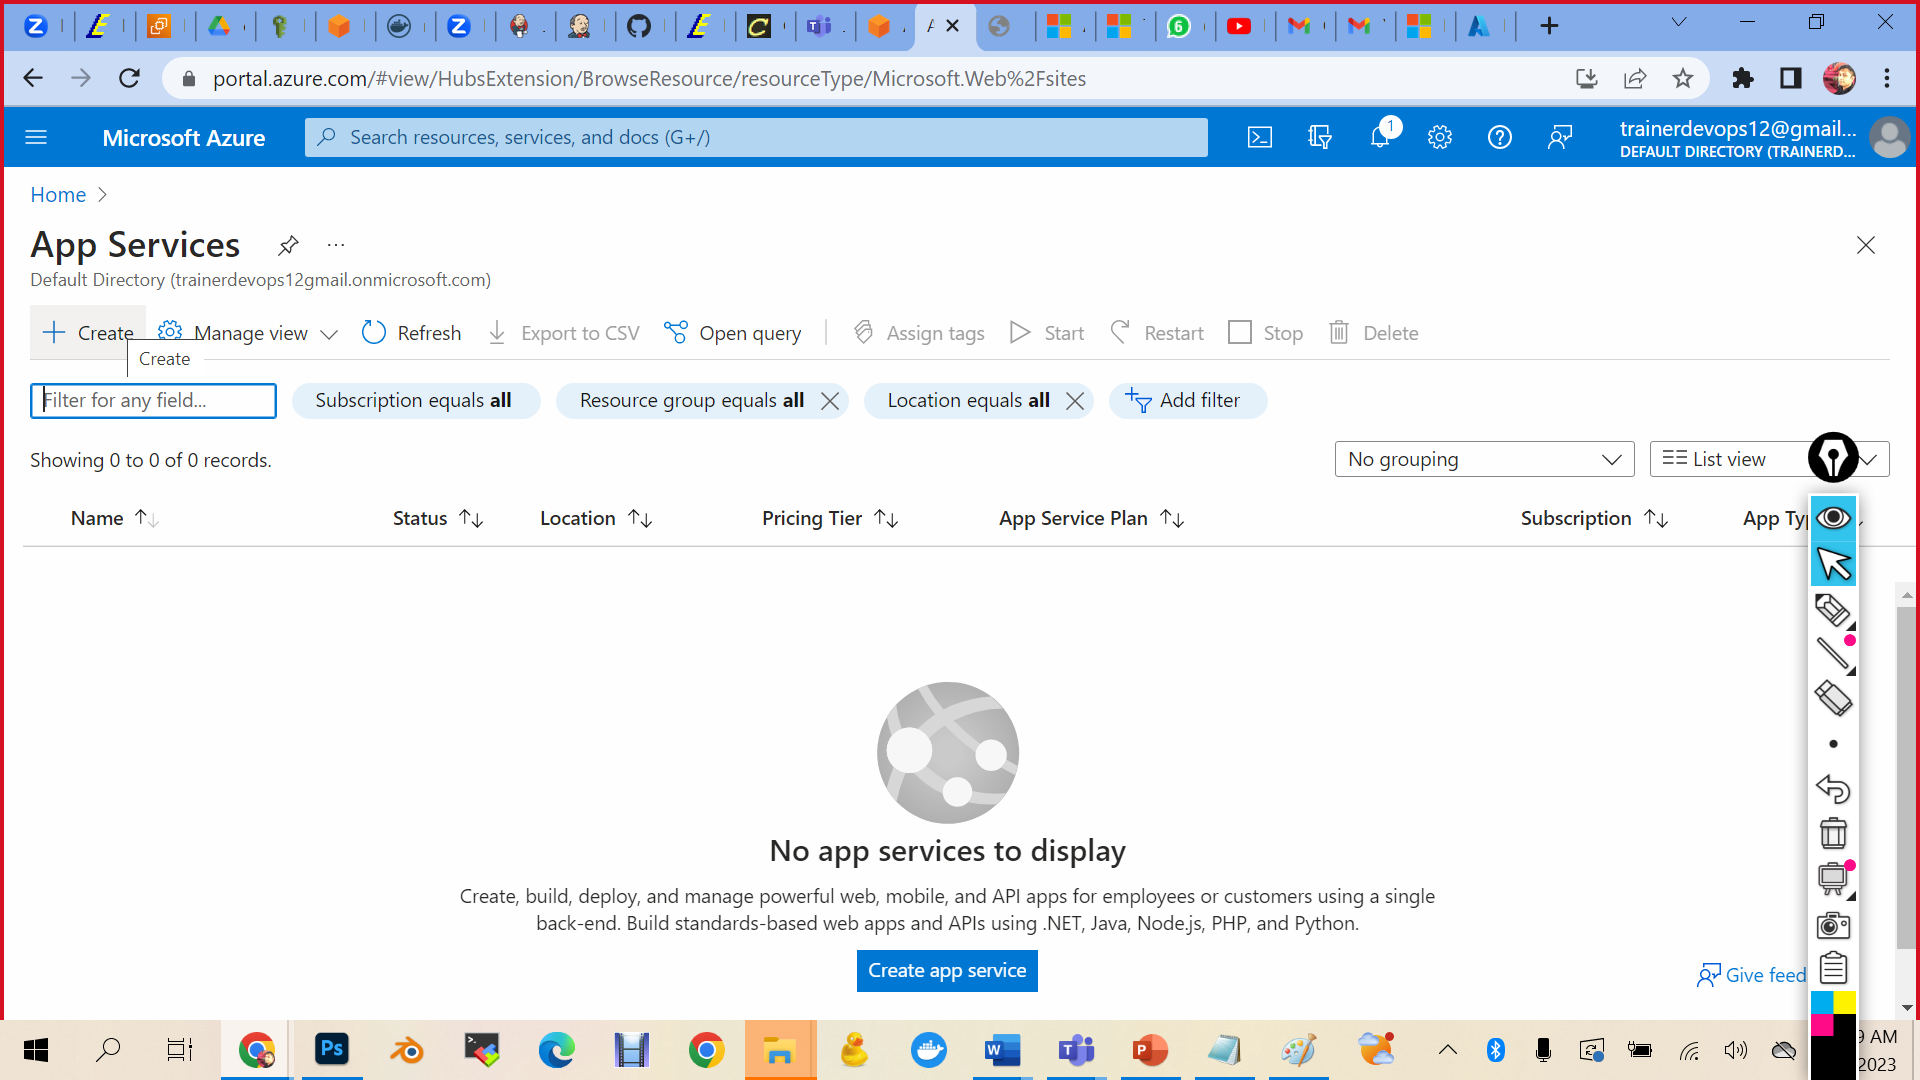 portal.azure.com/#view/HubsExtension/BrowseResource/resourceType/Microsoft.Web%2Fsites
Microsoft Azure
Search resources, services, and docs (G+/)
1
trainerdevops12@gmail...
DEFAULT DIRECTORY (TRAINERD...
Home
App Services
Default Directory (trainerdevops12gmail.onmicrosoft.com)
Create Manage view Refresh Export to CSV Open query Assign tags Start Restart Stop Delete
Create
Filter for any field... Subscription equals all Resource group equals all Location equals all Add filter
Showing 0 to 0 of 0 records. No grouping List view
Name Status Location Pricing Tier App Service Plan Subscription App Ty
No app services to display
Create, build, deploy, and manage powerful web, mobile, and API apps for employees or customers using a single
back-end. Build standards-based web apps and APIs using .NET, Java, Node.js, PHP, and Python.
Create app service
Give feed
9 AM
2023